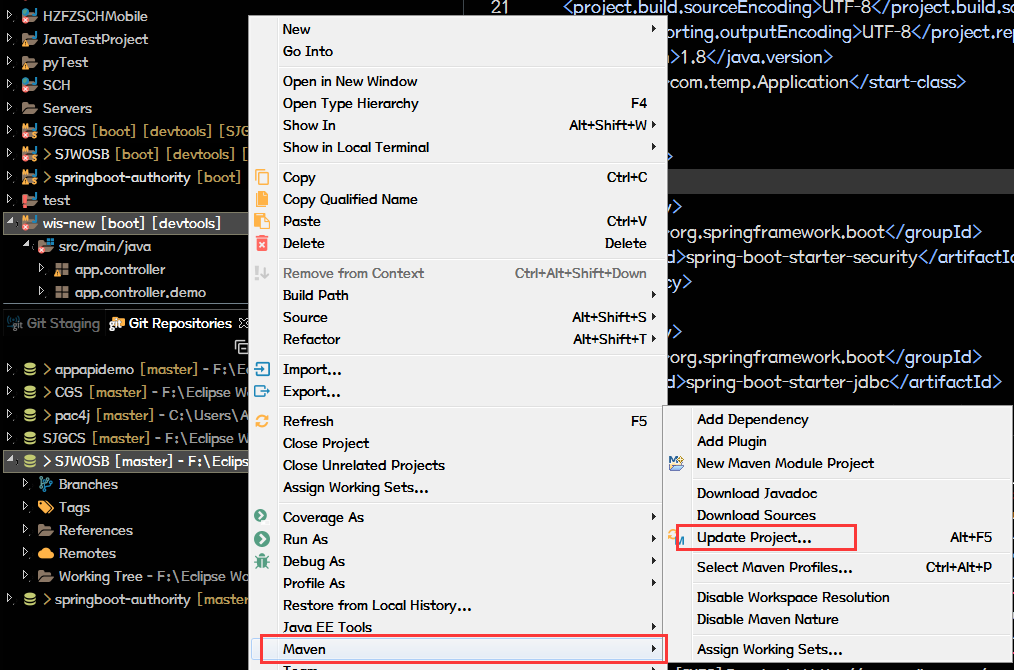 HZFZSCHMobile
JavaTestProject
pyTest
SCH
Servers
SJGCS [boot] [devtools] [SJG
> SJWOSB [boot] [devtools] [
> springboot-authority [boot]
test
wis-new [boot] [devtools]
src/main/java
app.controller
app.controller.demo
Git Staging
Git Repositories
> appapidemo [master] - F:\Ec
> CGS [master] - F:\Eclipse Wo
> pac4j [master] - C:\Users\A
SJGCS [master] - F:\Eclipse W
> SJWOSB [master] - F:\Eclips
Branches
Tags
References
Remotes
Working Tree - F:\Eclipse Wo
> springboot-authority [master
21 <project.build.sourceEncoding>UTF-8</project.build.so
orting.outputEncoding>UTF-8</project.rep
>1.8</java.version>
com.temp.Application</start-class>
>
y>
org.springframework.boot</groupId>
d>spring-boot-starter-security</artifactId
cy>
y>
org.springframework.boot</groupId>
d>spring-boot-starter-jdbc</artifactId>
New
Go Into
Open in New Window
Open Type Hierarchy F4
Show In Alt+Shift+W
Show in Local Terminal
Copy Ctrl+C
Copy Qualified Name
Paste Ctrl+V
Delete Delete
Remove from Context Ctrl+Alt+Shift+Down
Build Path
Source Alt+Shift+S
Refactor Alt+Shift+T
Import...
Export...
Refresh F5
Close Project
Close Unrelated Projects
Assign Working Sets...
Coverage As
Run As
Debug As
Profile As
Restore from Local History...
Java EE Tools
Maven
Team
Add Dependency
Add Plugin
New Maven Module Project
Download Javadoc
Download Sources
Update Project... Alt+F5
Select Maven Profiles... Ctrl+Alt+P
Disable Workspace Resolution
Disable Maven Nature
Assign Working Sets...